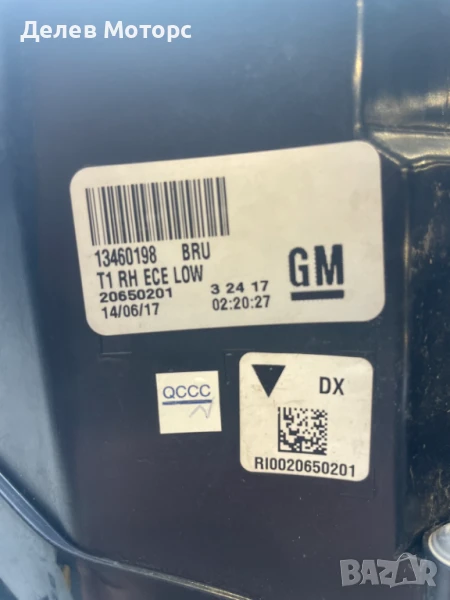 Делев Моторс
13460198 BRU
T1 RH ECE LOW
20650201 3 24 17
14/06/17 02:20:27
GM
QCCC
DX
RI0020650201
BAZAR